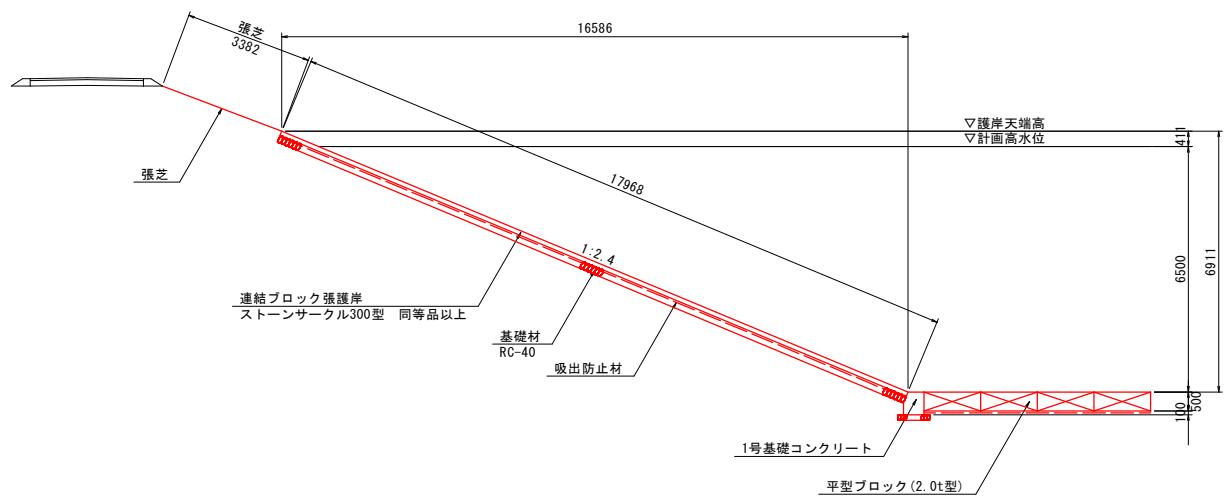 張芝
3382
16586
▽護岸天端高
▽計画高水位
411
張芝
17968
6500
6911
1:2.4
連結ブロック張護岸
ストーンサークル300型 同等品以上
基礎材
RC-40
吸出防止材
500
100
1号基礎コンクリート
平型ブロック(2.0t型)